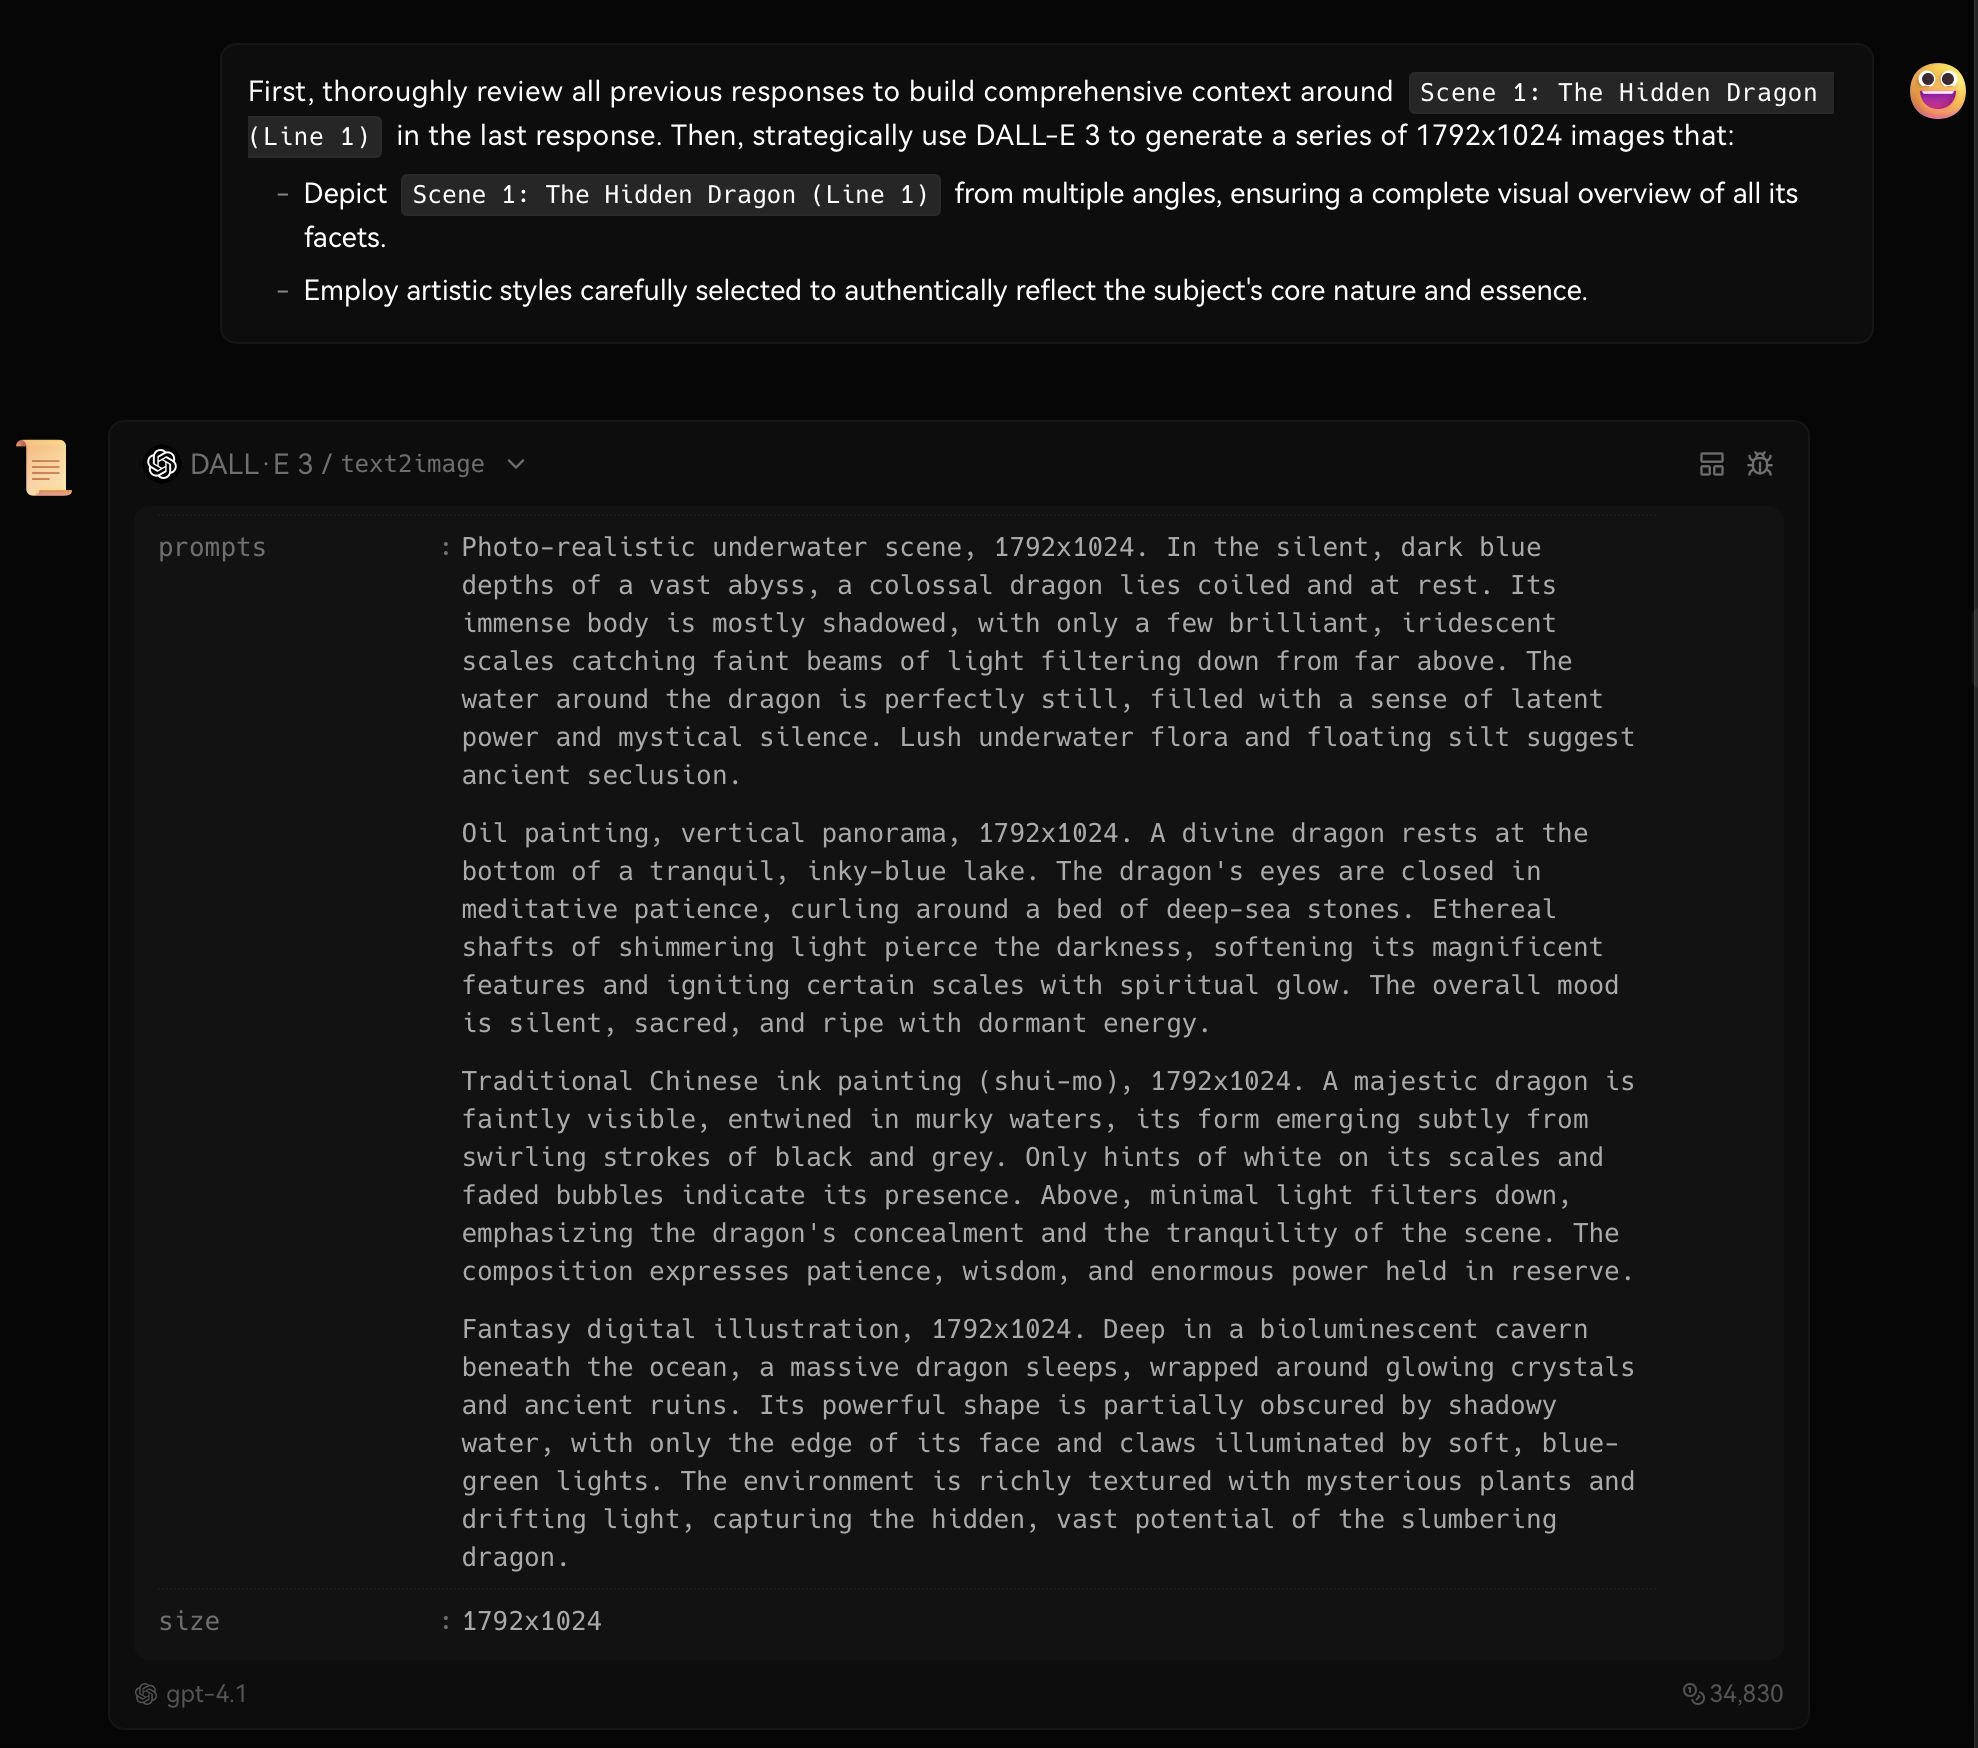 First, thoroughly review all previous responses to build comprehensive context around Scene 1: The Hidden Dragon
(Line 1) in the last response. Then, strategically use DALL-E 3 to generate a series of 1792x1024 images that:
– Depict Scene 1: The Hidden Dragon (Line 1) from multiple angles, ensuring a complete visual overview of all its
facets.
– Employ artistic styles carefully selected to authentically reflect the subject's core nature and essence.
DALL·E 3 / text2image
prompts : Photo-realistic underwater scene, 1792x1024. In the silent, dark blue
depths of a vast abyss, a colossal dragon lies coiled and at rest. Its
immense body is mostly shadowed, with only a few brilliant, iridescent
scales catching faint beams of light filtering down from far above. The
water around the dragon is perfectly still, filled with a sense of latent
power and mystical silence. Lush underwater flora and floating silt suggest
ancient seclusion.
Oil painting, vertical panorama, 1792x1024. A divine dragon rests at the
bottom of a tranquil, inky-blue lake. The dragon's eyes are closed in
meditative patience, curling around a bed of deep-sea stones. Ethereal
shafts of shimmering light pierce the darkness, softening its magnificent
features and igniting certain scales with spiritual glow. The overall mood
is silent, sacred, and ripe with dormant energy.
Traditional Chinese ink painting (shui-mo), 1792x1024. A majestic dragon is
faintly visible, entwined in murky waters, its form emerging subtly from
swirling strokes of black and grey. Only hints of white on its scales and
faded bubbles indicate its presence. Above, minimal light filters down,
emphasizing the dragon's concealment and the tranquility of the scene. The
composition expresses patience, wisdom, and enormous power held in reserve.
Fantasy digital illustration, 1792x1024. Deep in a bioluminescent cavern
beneath the ocean, a massive dragon sleeps, wrapped around glowing crystals
and ancient ruins. Its powerful shape is partially obscured by shadowy
water, with only the edge of its face and claws illuminated by soft, blue-
green lights. The environment is richly textured with mysterious plants and
drifting light, capturing the hidden, vast potential of the slumbering
dragon.
size : 1792x1024
gpt-4.1 34,830